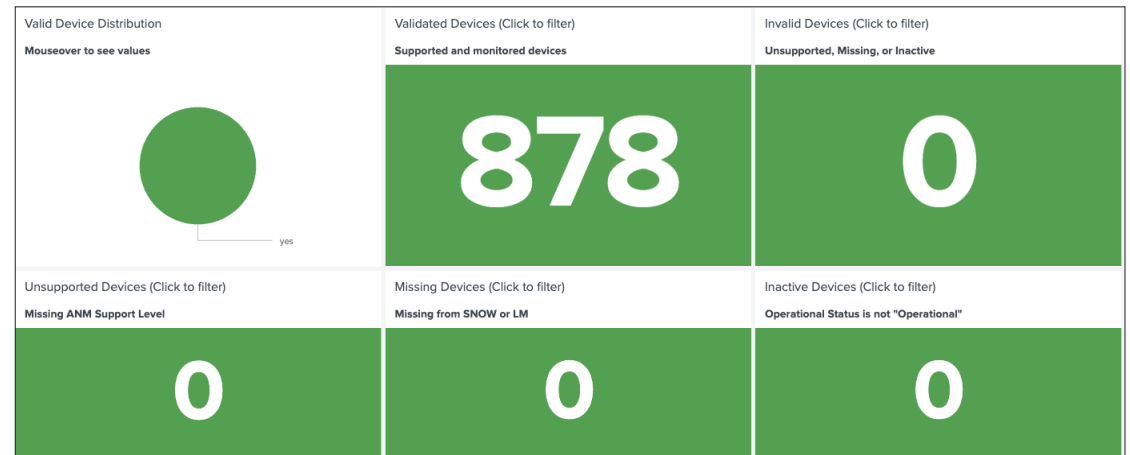 Valid Device Distribution
Mouseover to see values
yes
Validated Devices (Click to filter)
Supported and monitored devices
878
Invalid Devices (Click to filter)
Unsupported, Missing, or Inactive
0
Unsupported Devices (Click to filter)
Missing ANM Support Level
0
Missing Devices (Click to filter)
Missing from SNOW or LM
0
Inactive Devices (Click to filter)
Operational Status is not "Operational"
0